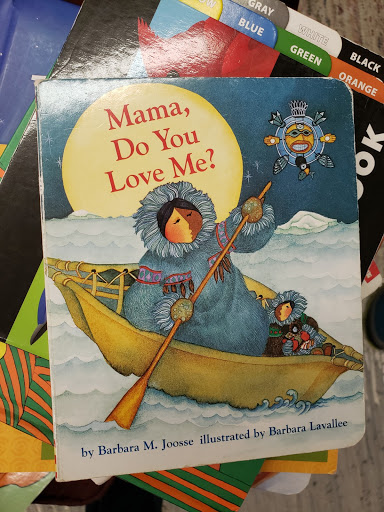 GRAY
WHITE
BLACK
BLUE
GREEN
ORANGE
Mama,
Do You
Love Me?
by Barbara M. Joosse illustrated by Barbara Lavallee